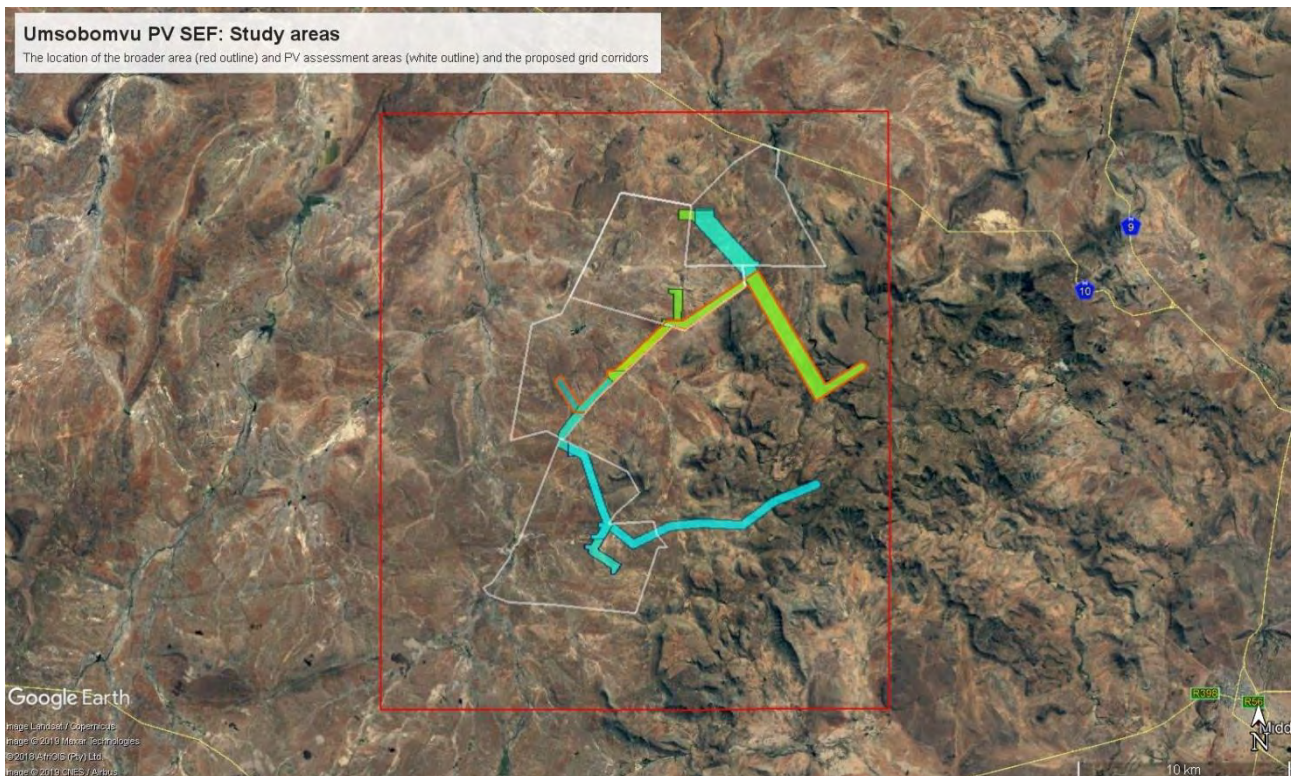 Umsobomvu PV SEF: Study areas
The location of the broader area (red outline) and PV assessment areas (white outline) and the proposed grid corridors
9
10
Google Earth
R398
R56
Image Landsat / Copernicus
Image © 2019 Maxar Technologies
©2018 AfriGIS (Pty) Ltd.
Image © 2019 CNES / Airbus
Midd
N
10 km